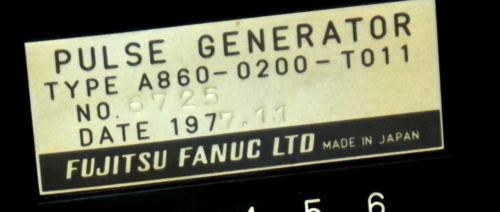 PULSE GENERATOR
TYPE A860-0200-T011
NO. 6725
DATE 1977.11
FUJITSU FANUC LTD MADE IN JAPAN
4 5 6